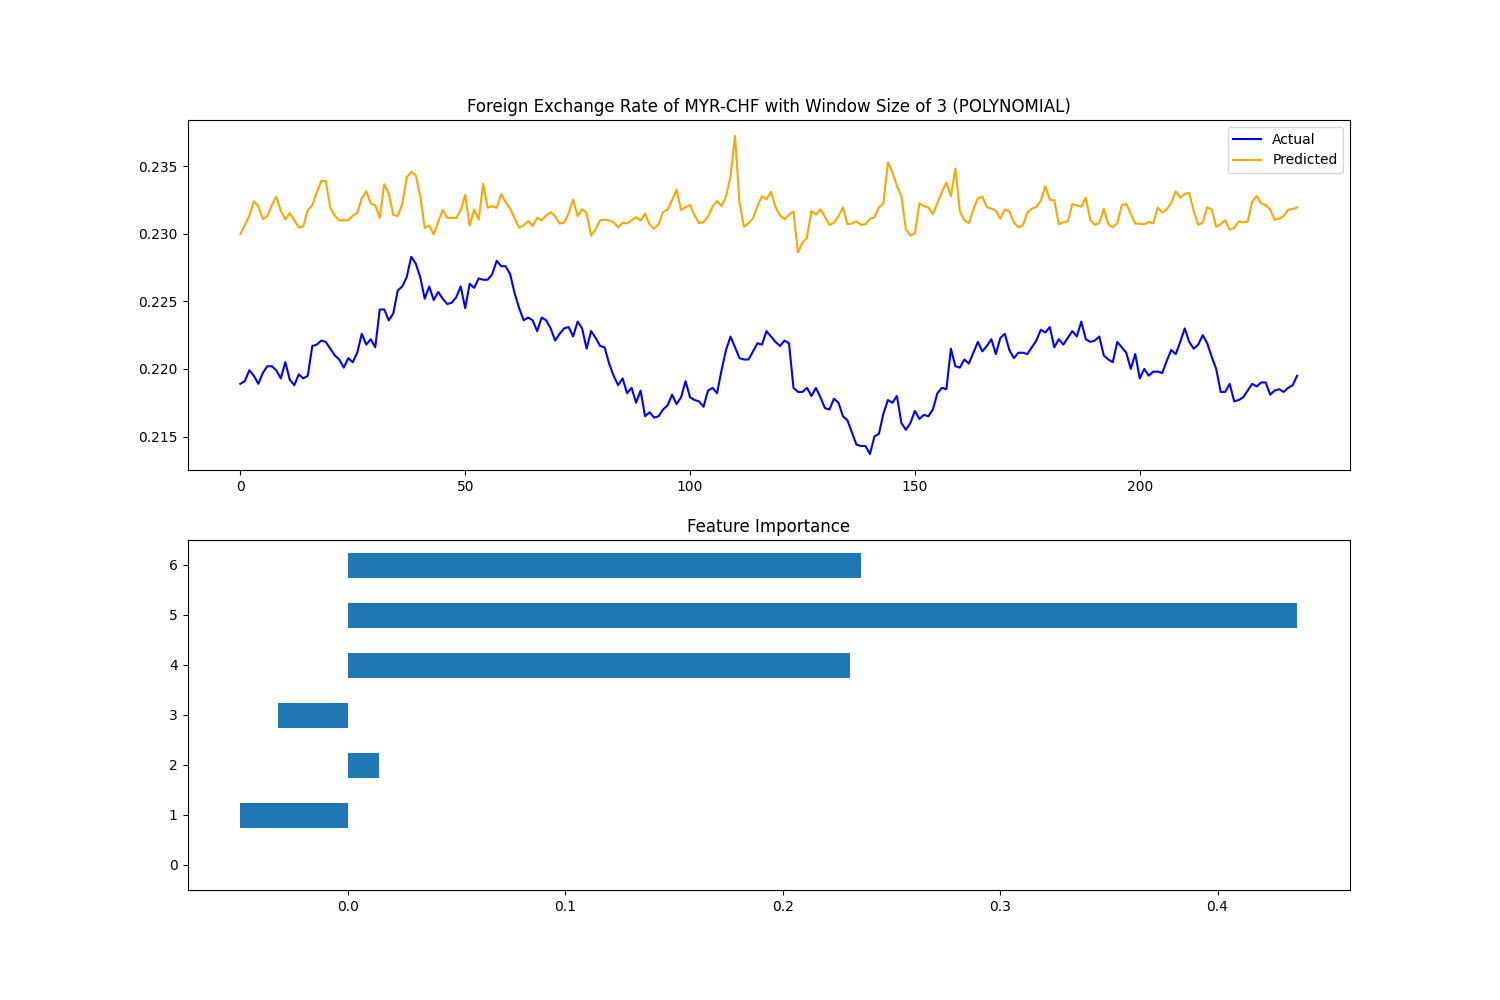 Foreign Exchange Rate of MYR-CHF with Window Size of 3 (POLYNOMIAL)
Actual
Predicted
0.235
0.230
0.225
0.220
0.215
0 50 100 150 200
Feature Importance
6
5
4
3
2
1
0
0.0 0.1 0.2 0.3 0.4